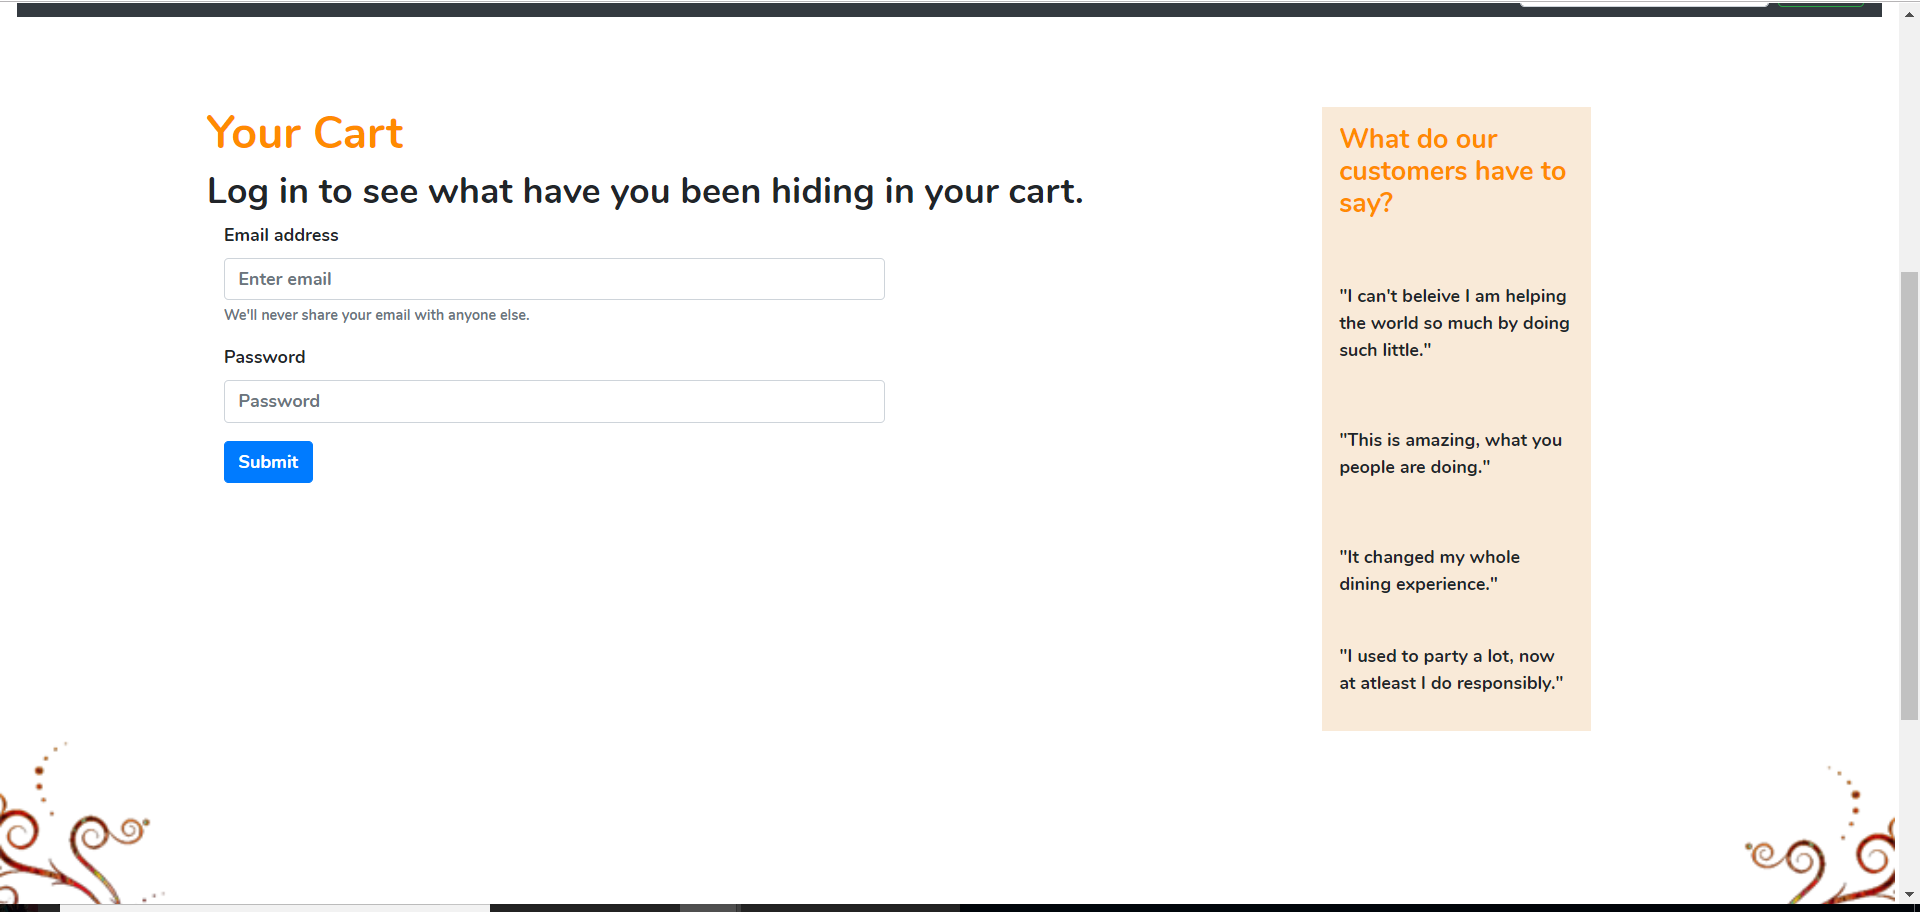 Your Cart
Log in to see what have you been hiding in your cart.
Email address
Enter email
We'll never share your email with anyone else.
Password
Password
Submit
What do our
customers have to
say?
"I can't beleive I am helping
the world so much by doing
such little."
"This is amazing, what you
people are doing."
"It changed my whole
dining experience."
"I used to party a lot, now
at atleast I do responsibly."